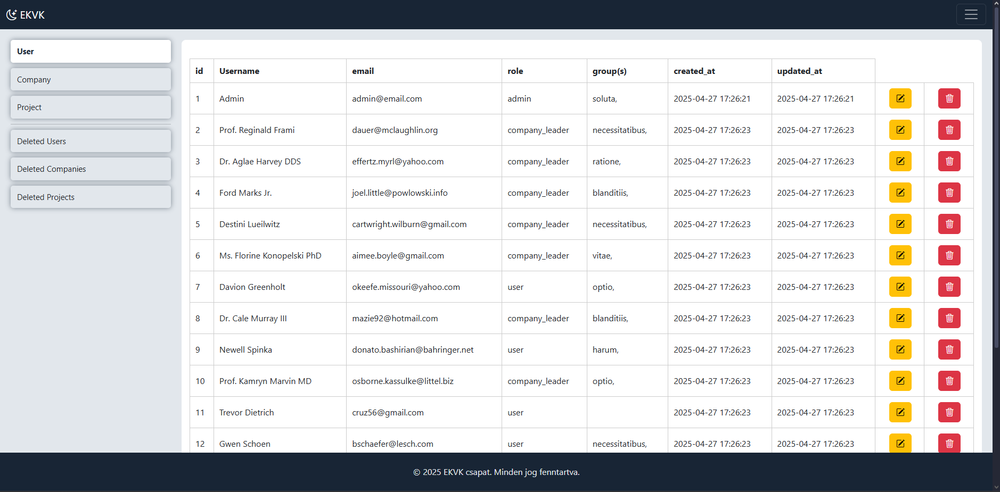 EKVK
User
Company
Project
Deleted Users
Deleted Companies
Deleted Projects
id Username email role group(s) created_at updated_at
1 Admin admin@email.com admin soluta, 2025-04-27 17:26:21 2025-04-27 17:26:21
2 Prof. Reginald Frami dauer@mclaughlin.org company_leader necessitatibus, 2025-04-27 17:26:23 2025-04-27 17:26:23
3 Dr. Aglae Harvey DDS effertz.myrl@yahoo.com company_leader ratione, 2025-04-27 17:26:23 2025-04-27 17:26:23
4 Ford Marks Jr. joel.little@powlowski.info company_leader blanditiis, 2025-04-27 17:26:23 2025-04-27 17:26:23
5 Destini Lueilwitz cartwright.wilburn@gmail.com company_leader necessitatibus, 2025-04-27 17:26:23 2025-04-27 17:26:23
6 Ms. Florine Konopelski PhD aimee.boyle@gmail.com company_leader vitae, 2025-04-27 17:26:23 2025-04-27 17:26:23
7 Davion Greenholt okeefe.missouri@yahoo.com user optio, 2025-04-27 17:26:23 2025-04-27 17:26:23
8 Dr. Cale Murray III mazie92@hotmail.com company_leader blanditiis, 2025-04-27 17:26:23 2025-04-27 17:26:23
9 Newell Spinka donato.bashirian@bahringer.net user harum, 2025-04-27 17:26:23 2025-04-27 17:26:23
10 Prof. Kamryn Marvin MD osborne.kassulke@littel.biz company_leader optio, 2025-04-27 17:26:23 2025-04-27 17:26:23
11 Trevor Dietrich cruz56@gmail.com user 2025-04-27 17:26:23 2025-04-27 17:26:23
12 Gwen Schoen bschaefer@lesch.com user necessitatibus, 2025-04-27 17:26:23 2025-04-27 17:26:23
© 2025 EKVK csapat. Minden jog fenntartva.